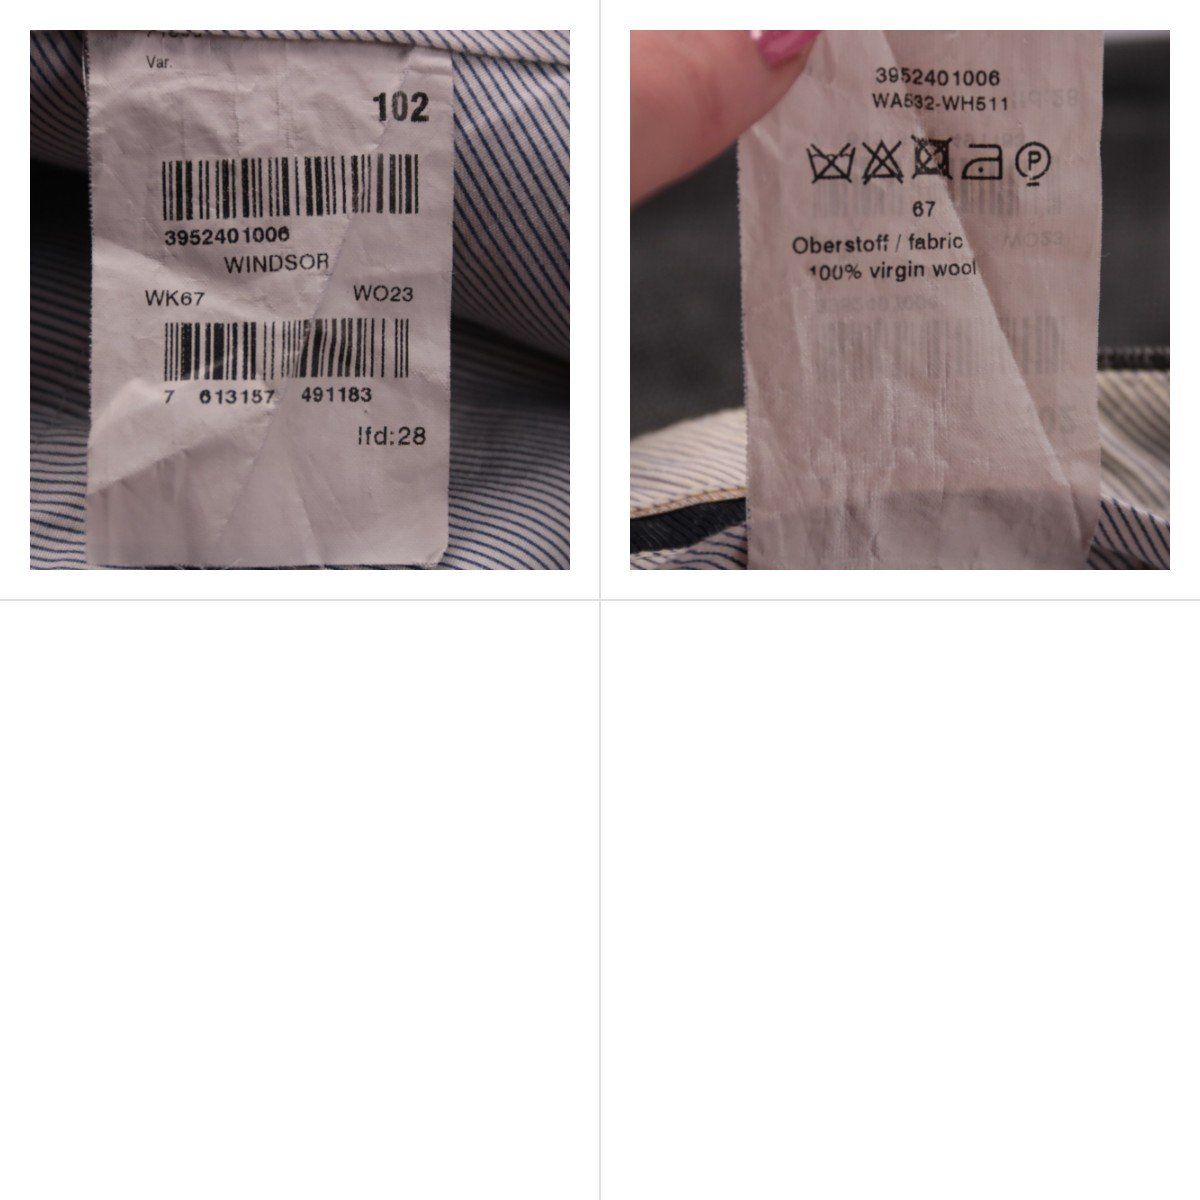 Var.
102
3952401006
WINDSOR
WK67 WO23
7 613157 491183
lfd:28
3952401006
WA532-WH511
P
67
Oberstoff / fabric
100% virgin wool